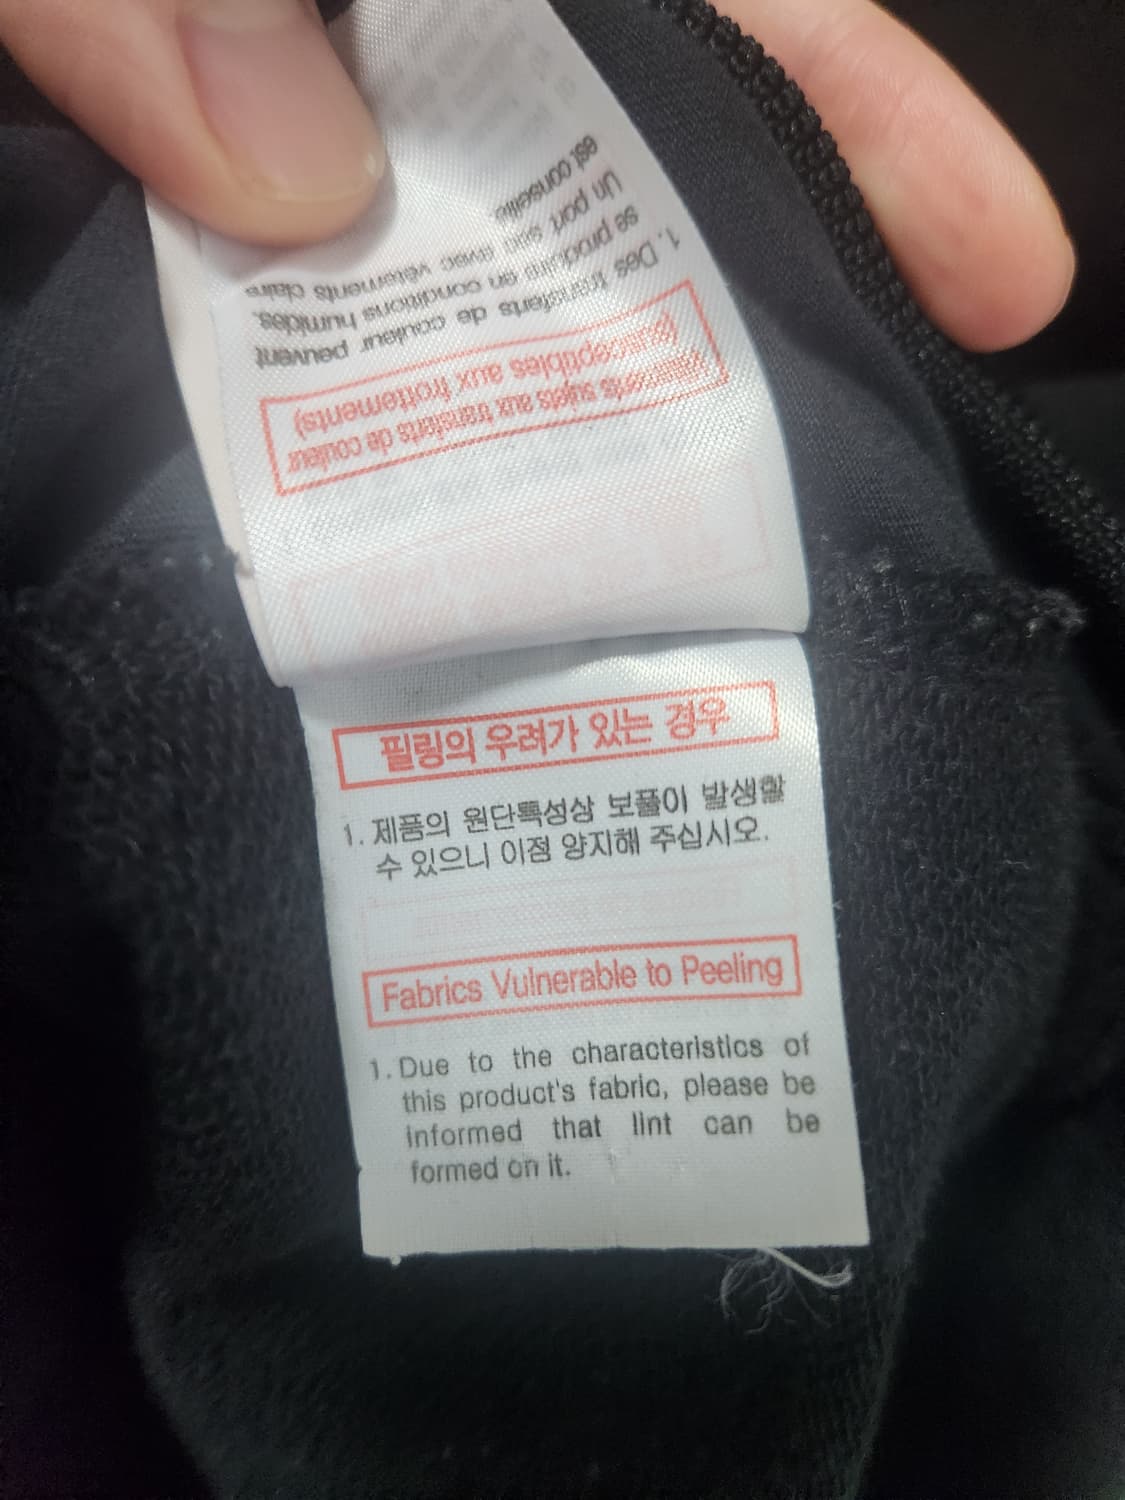 est conseillé
Un port
se produire en conditions humides.
1. Des transferts de couleur peuvent
avec vêtements clairs
Vêtements sujets aux transferts de couleur
(susceptibles aux frottements)
필링의 우려가 있는 경우
1. 제품의 원단특성상 보풀이 발생할
수 있으니 이점 양지해 주십시오.
Fabrics Vulnerable to Peeling
1. Due to the characteristics of
this product's fabric, please be
informed that lint can be
formed on it.